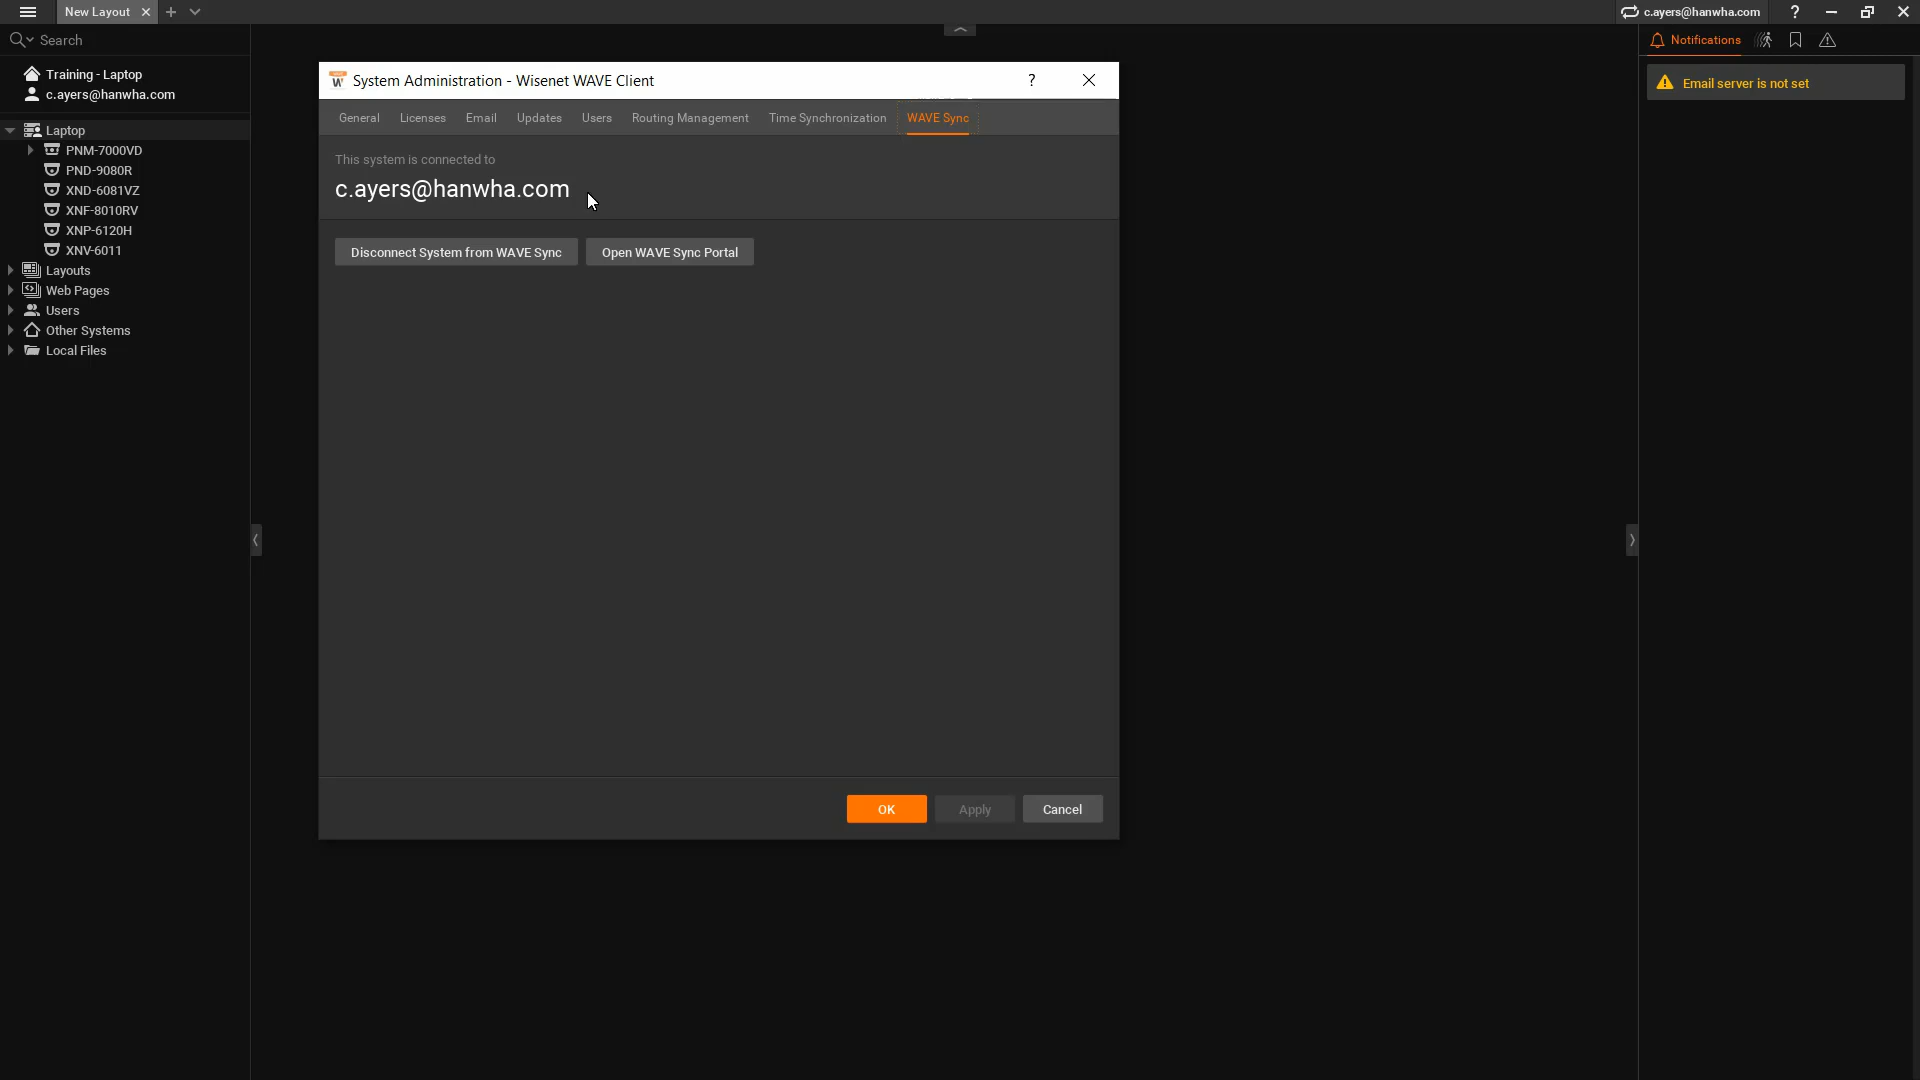 New Layout
c.ayers@hanwha.com
?
Search
Notifications
Training - Laptop
c.ayers@hanwha.com
Email server is not set
W System Administration - Wisenet WAVE Client
?
General Licenses Email Updates Users Routing Management Time Synchronization WAVE Sync
This system is connected to
c.ayers@hanwha.com
Disconnect System from WAVE Sync
Open WAVE Sync Portal
Laptop
PNM-7000VD
PND-9080R
XND-6081VZ
XNF-8010RV
XNP-6120H
XNV-6011
Layouts
Web Pages
Users
Other Systems
Local Files
OK Apply Cancel